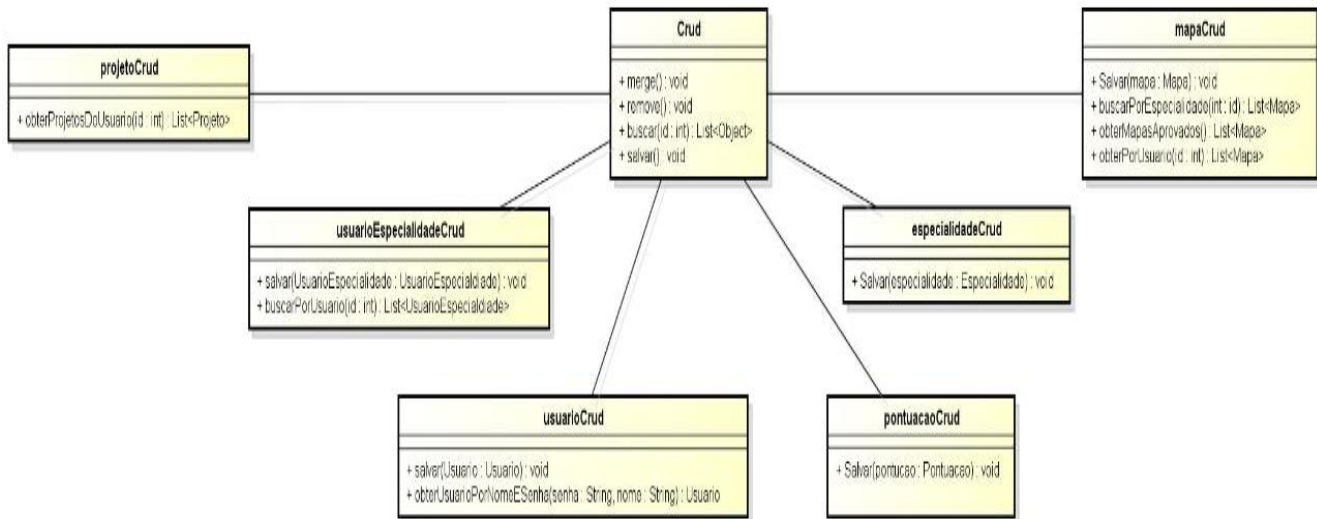 Crud
+ merge() : void
+ remove() : void
+ buscar(id : int) : List<Object>
+ salvar() : void
mapaCrud
+ Salvar(mapa : Mapa) : void
+ buscarPorEspecialidade(int : id) : List<Mapa>
+ obterMapasAprovados() : List<Mapa>
+ obterPorUsuario(id : int) : List<Mapa>
projetoCrud
+ obterProjetosDoUsuario(id : int) : List<Projeto>
usuarioEspecialidadeCrud
+ salvar(UsuarioEspecialidade : UsuarioEspecialdiade) : void
+ buscarPorUsuario(id : int) : List<UsuarioEspecialdiade>
especialidadeCrud
+ Salvar(especialidade : Especialidade) : void
usuarioCrud
+ salvar(Usuario : Usuario) : void
+ obterUsuarioPorNomeESenha(senha : String, nome : String) : Usuario
pontuacaoCrud
+ Salvar(pontucao : Pontuacao) : void